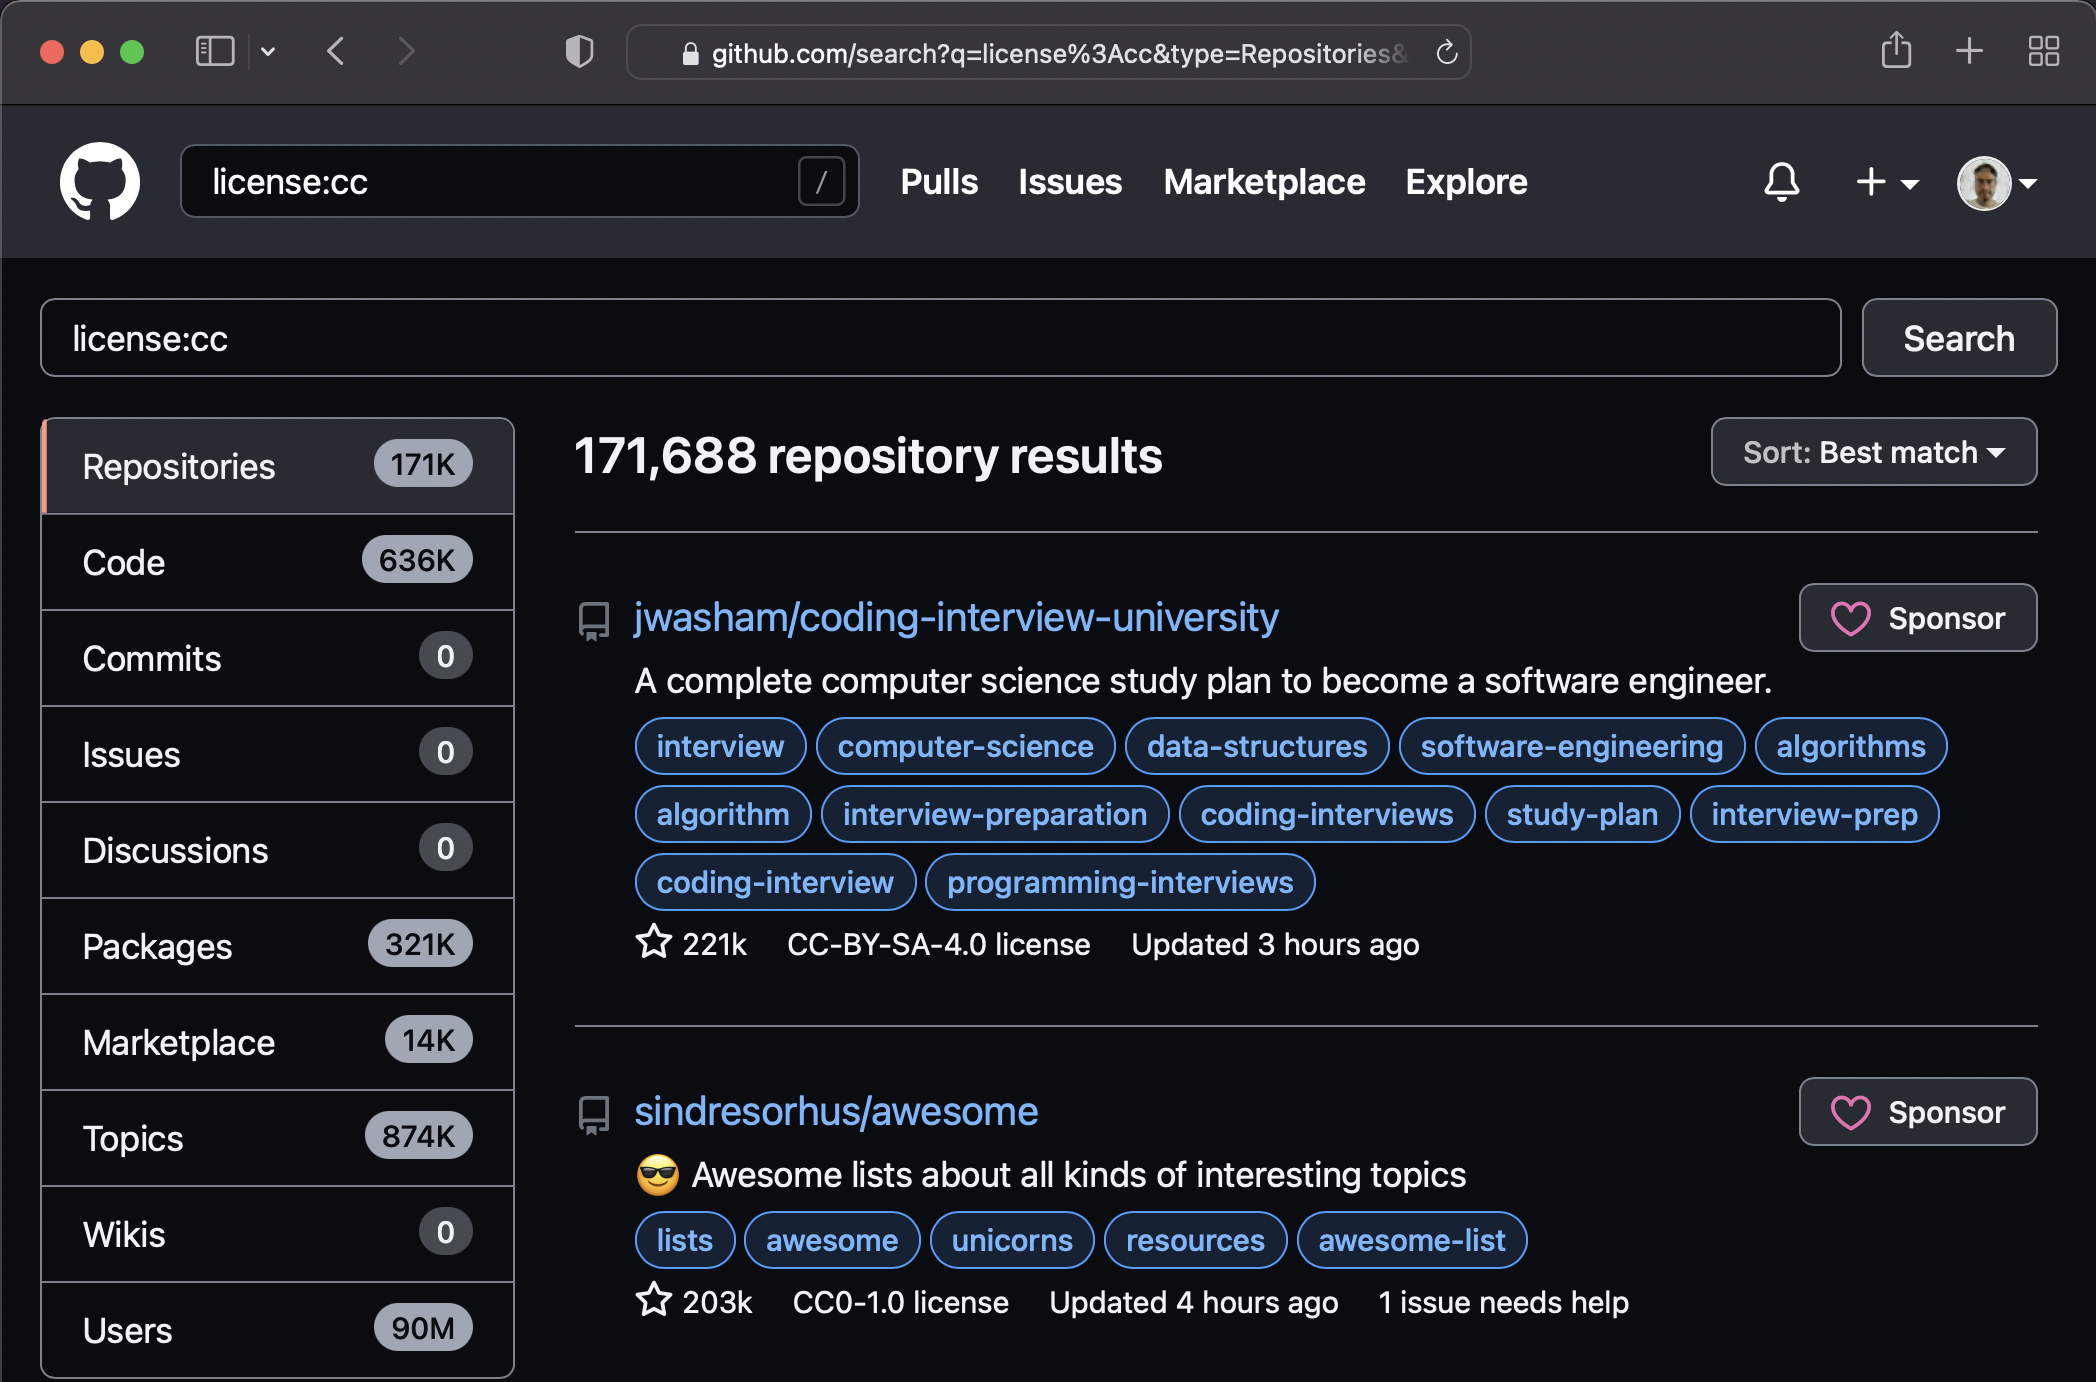 github.com/search?q=license%3Acc&type=Repositories&
license:cc /
Pulls Issues Marketplace Explore
license:cc
Search
Repositories 171K
Code 636K
Commits 0
Issues 0
Discussions 0
Packages 321K
Marketplace 14K
Topics 874K
Wikis 0
Users 90M
171,688 repository results
Sort: Best match
jwasham/coding-interview-university
Sponsor
A complete computer science study plan to become a software engineer.
interview computer-science data-structures software-engineering algorithms
algorithm interview-preparation coding-interviews study-plan interview-prep
coding-interview programming-interviews
221k CC-BY-SA-4.0 license Updated 3 hours ago
sindresorhus/awesome
Sponsor
😎 Awesome lists about all kinds of interesting topics
lists awesome unicorns resources awesome-list
203k CC0-1.0 license Updated 4 hours ago 1 issue needs help